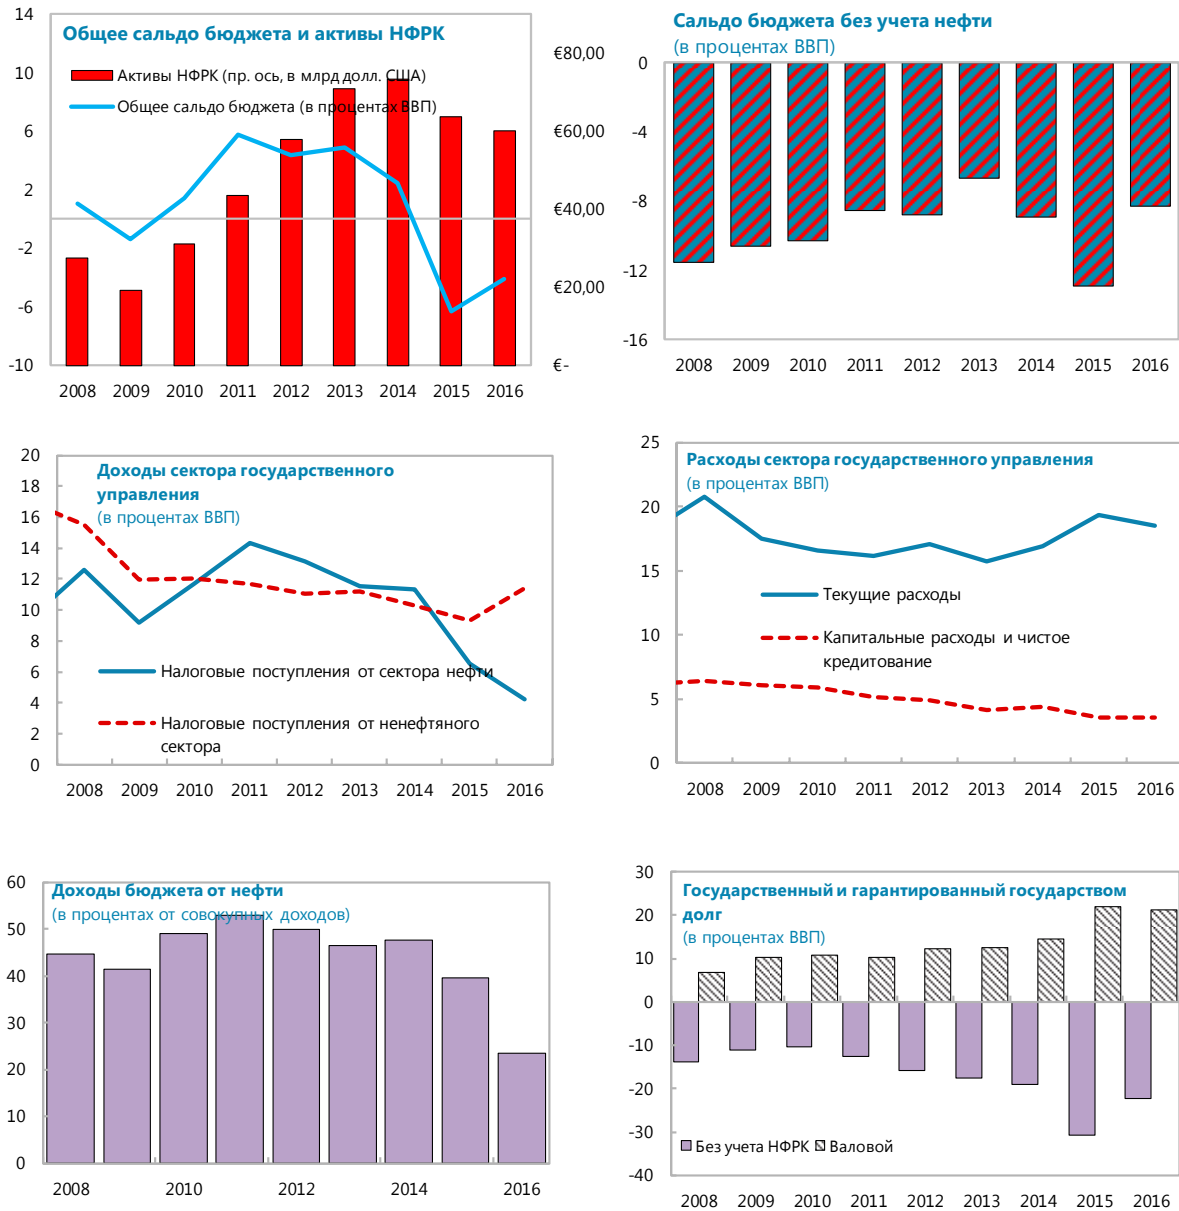 Общее сальдо бюджета и активы НФРК
Активы НФРК (пр. ось, в млрд долл. США)
Общее сальдо бюджета (в процентах ВВП)
14
10
6
2
-2
-6
-10
€80,00
€60,00
€40,00
€20,00
€-
2008 2009 2010 2011 2012 2013 2014 2015 2016
Сальдо бюджета без учета нефти
(в процентах ВВП)
0
-4
-8
-12
-16
2008 2009 2010 2011 2012 2013 2014 2015 2016
Доходы сектора государственного
управления
(в процентах ВВП)
20
18
16
14
12
10
8
6
4
2
0
Налоговые поступления от сектора нефти
Налоговые поступления от ненефтяного
сектора
2008 2009 2010 2011 2012 2013 2014 2015 2016
Расходы сектора государственного управления
(в процентах ВВП)
25
20
15
10
5
0
Текущие расходы
Капитальные расходы и чистое
кредитование
2008 2009 2010 2011 2012 2013 2014 2015 2016
Доходы бюджета от нефти
(в процентах от совокупных доходов)
60
50
40
30
20
10
0
2008 2010 2012 2014 2016
Государственный и гарантированный государством
долг
(в процентах ВВП)
30
20
10
0
-10
-20
-30
-40
Без учета НФРК Валовой
2008 2009 2010 2011 2012 2013 2014 2015 2016